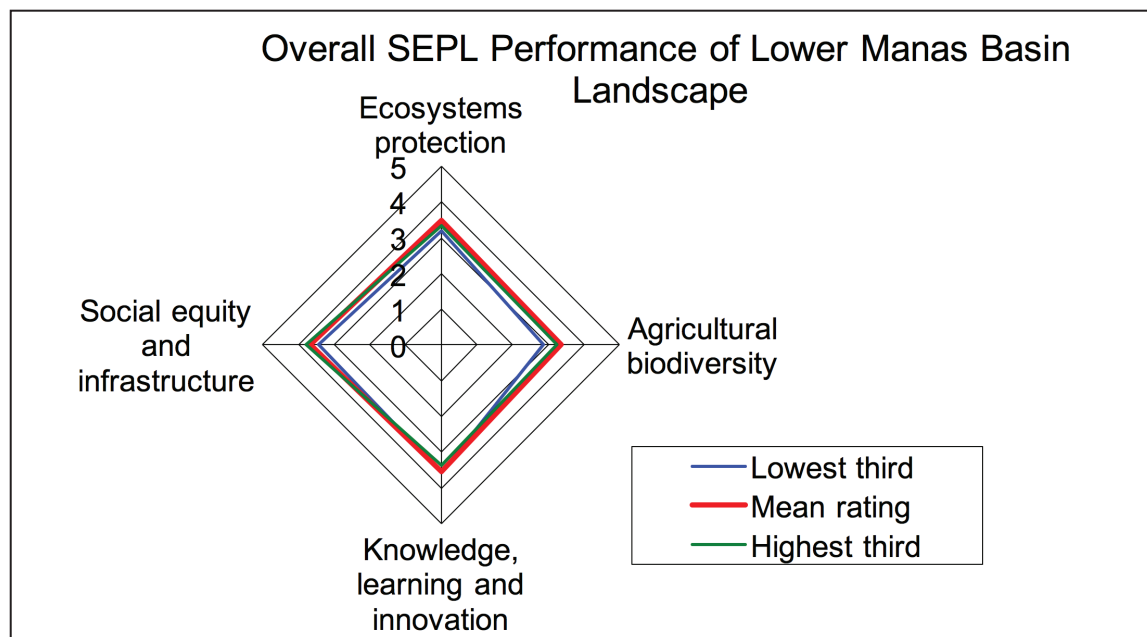 Overall SEPL Performance of Lower Manas Basin
Landscape
Ecosystems
protection
5
4
3
2
1
0
Social equity
and
infrastructure
Agricultural
biodiversity
Knowledge,
learning and
innovation
Lowest third
Mean rating
Highest third